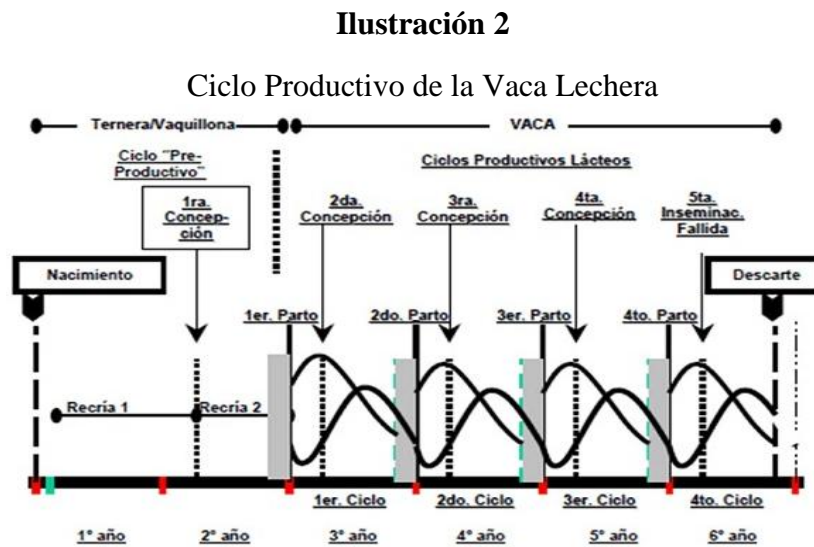 Ilustración 2
Ciclo Productivo de la Vaca Lechera
Ternera/Vaquillona
VACA
Ciclo ¨Pre-
Productivo¨
Ciclos Productivos Lácteos
1ra.
Concep-
ción
2da.
Concepción
3ra.
Concepción
4ta.
Concepción
5ta.
Inseminac.
Fallida
Nacimiento
Descarte
1er. Parto
2do. Parto
3er. Parto
4to. Parto
Recría 1
Recría 2
1er. Ciclo
2do. Ciclo
3er. Ciclo
4to. Ciclo
1° año
2° año
3° año
4° año
5° año
6° año